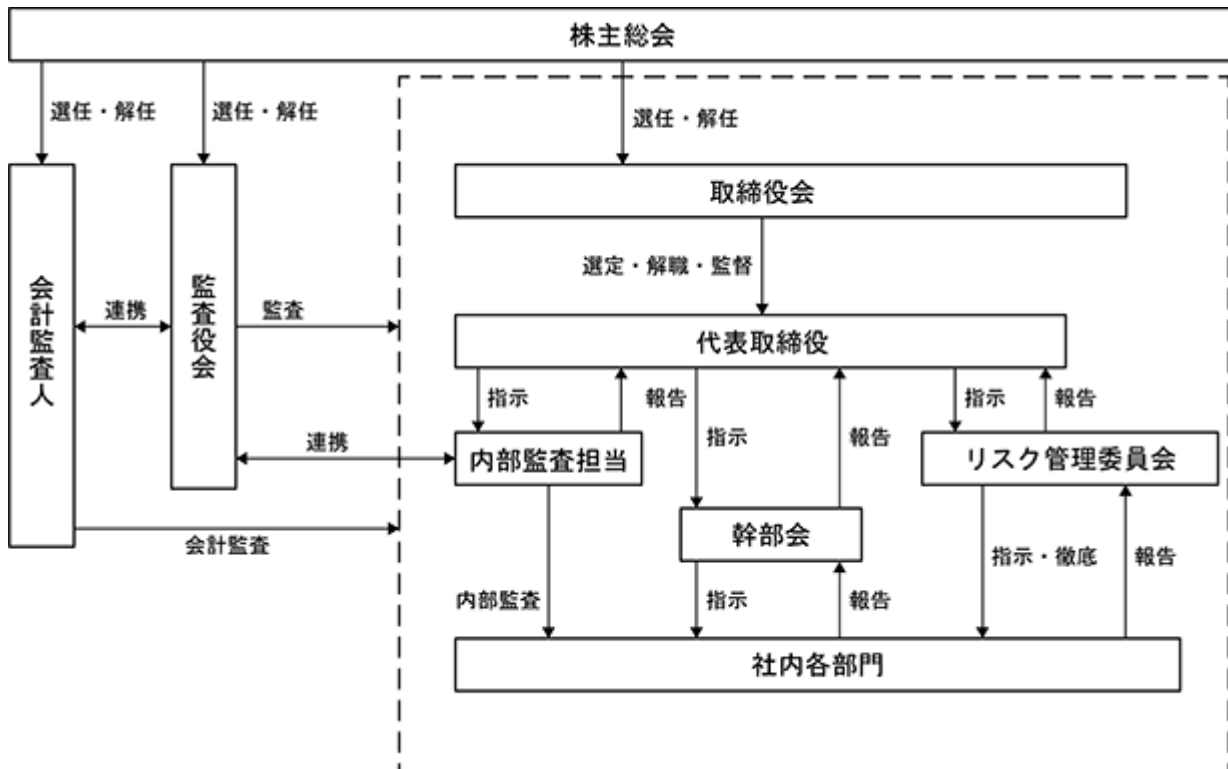 株主総会
選任・解任
選任・解任
選任・解任
取締役会
選定・解職・監督
会計監査人
連携
監査役会
監査
代表取締役
指示
報告
指示
報告
指示
報告
連携
内部監査担当
リスク管理委員会
幹部会
会計監査
内部監査
指示
報告
指示・徹底
報告
社内各部門